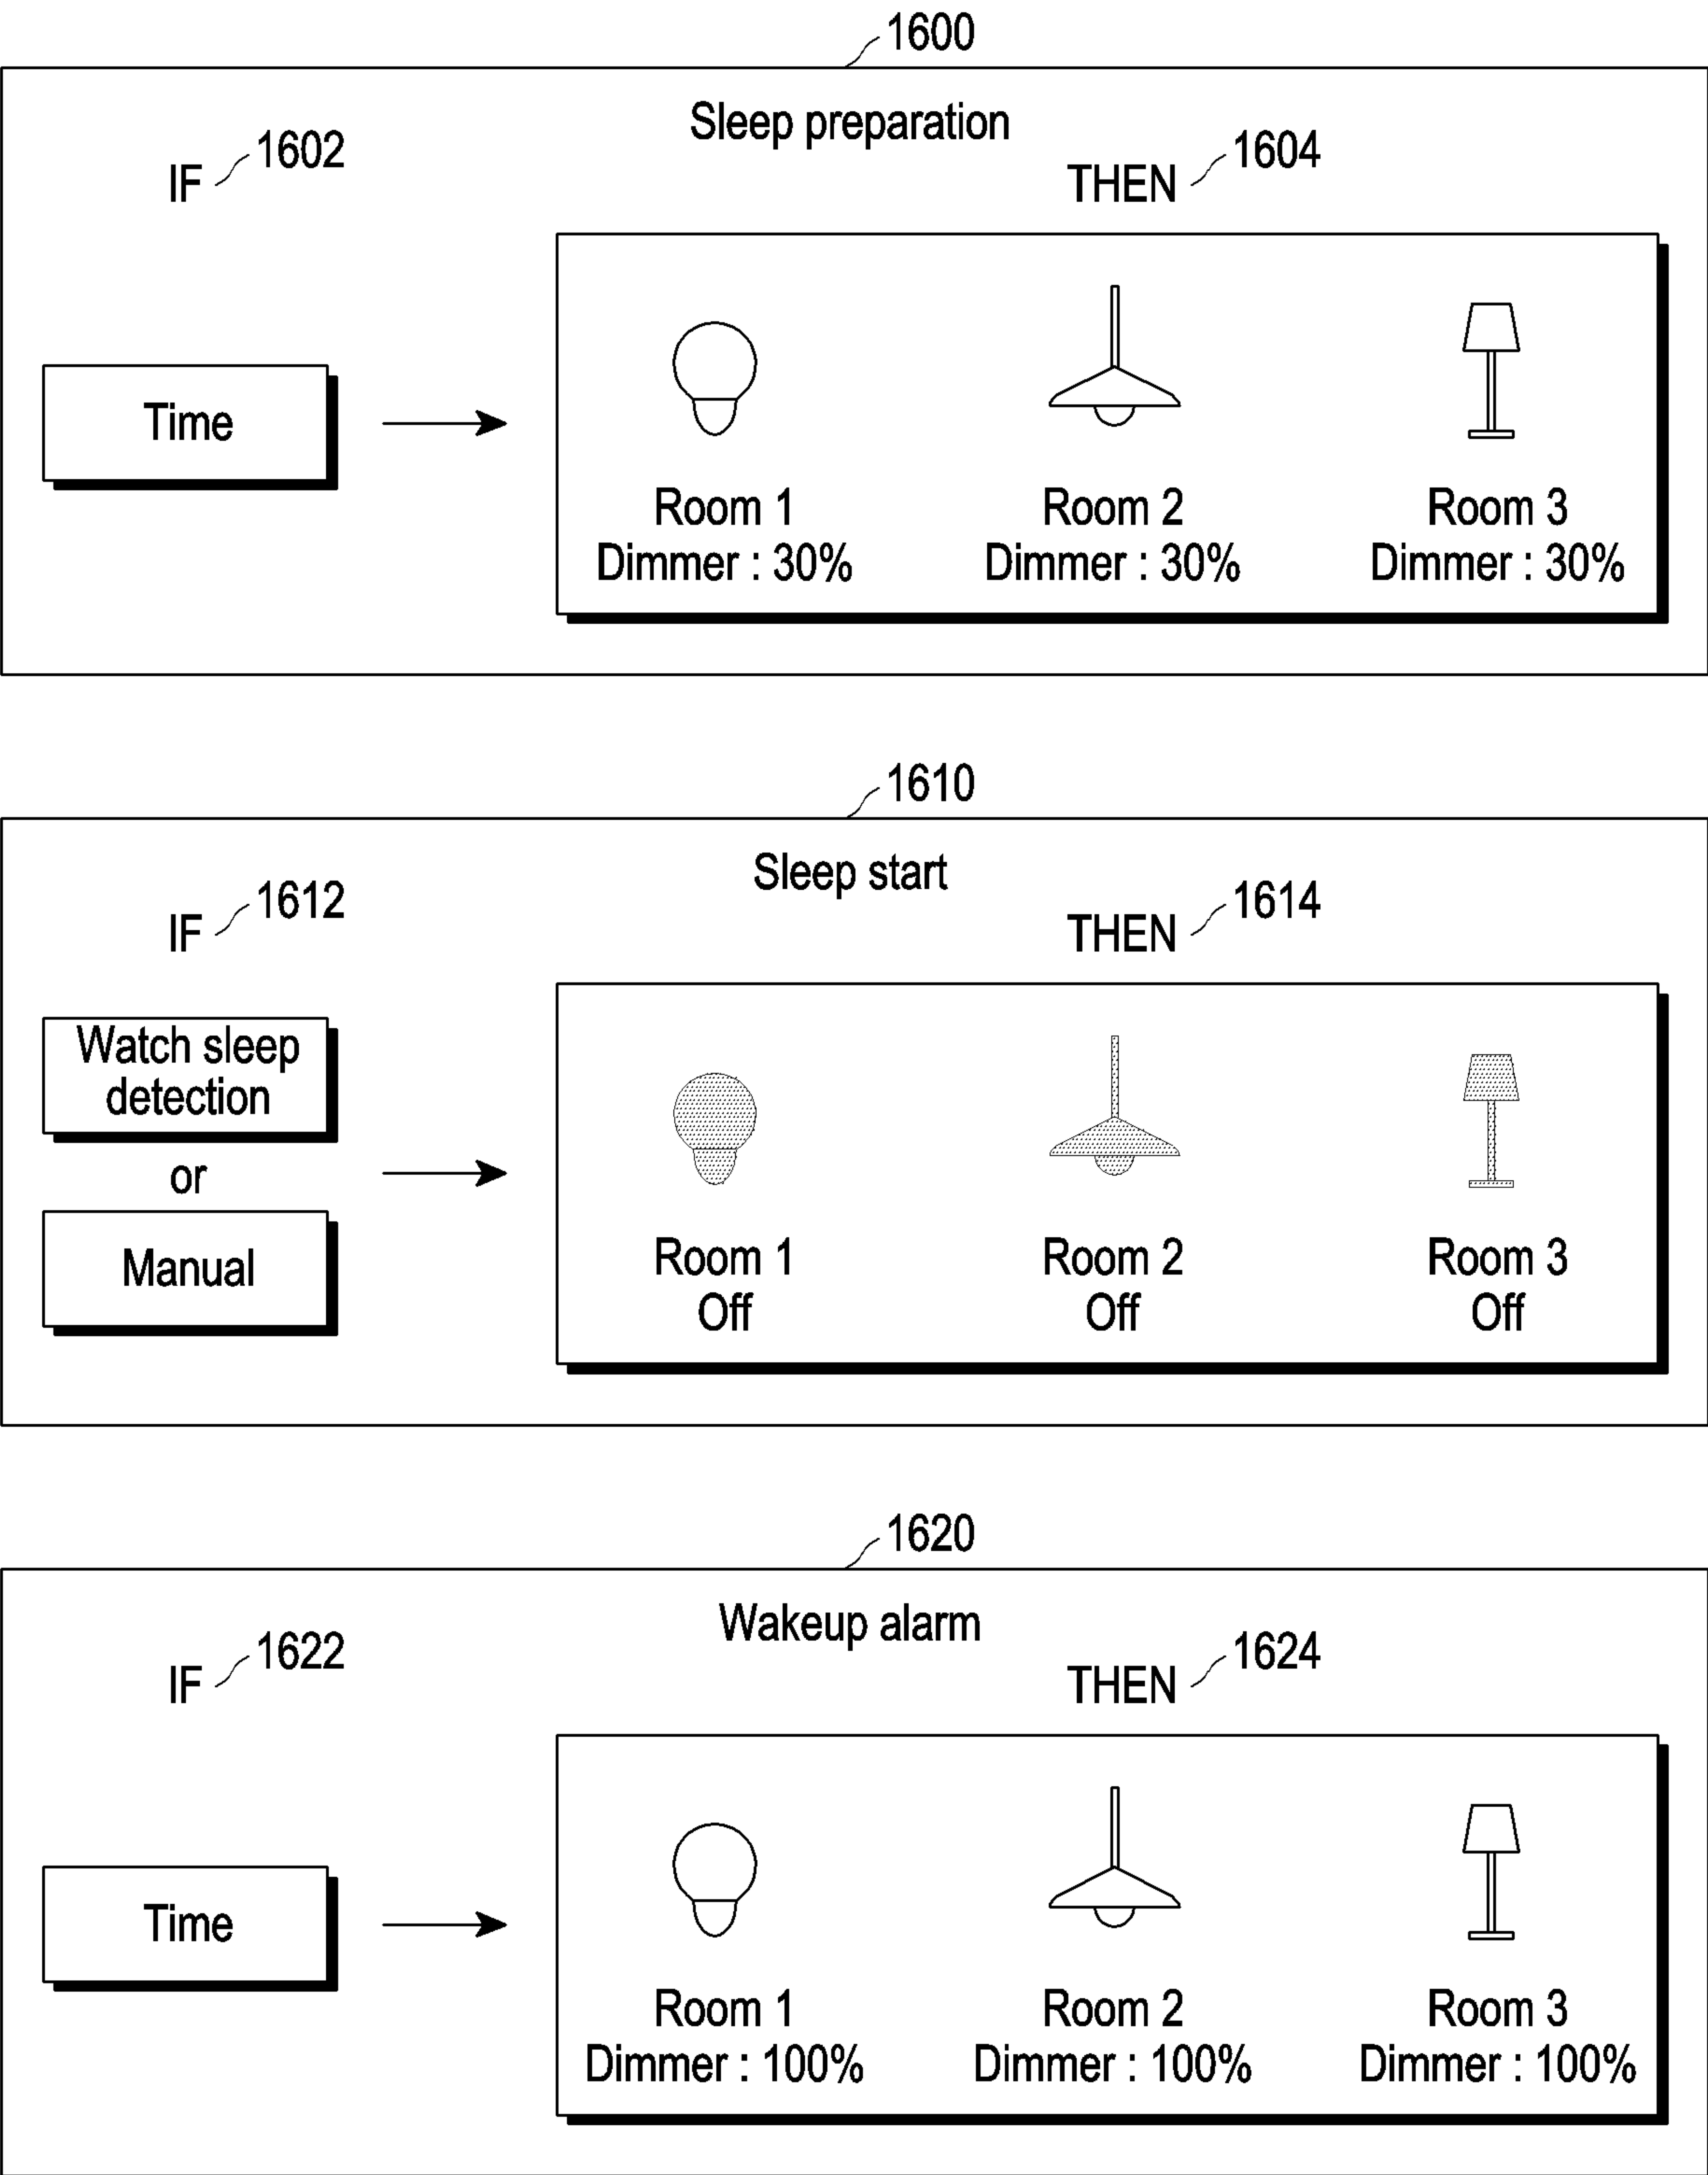 1600
Sleep preparation
IF 1602
THEN 1604
Time
Room 1 Room 2 Room 3
Dimmer : 30% Dimmer : 30% Dimmer : 30%
1610
Sleep start
IF 1612
THEN 1614
Watch sleep
detection
or
Manual
Room 1 Room 2 Room 3
Off Off Off
1620
Wakeup alarm
IF 1622
THEN 1624
Time
Room 1 Room 2 Room 3
Dimmer : 100% Dimmer : 100% Dimmer : 100%